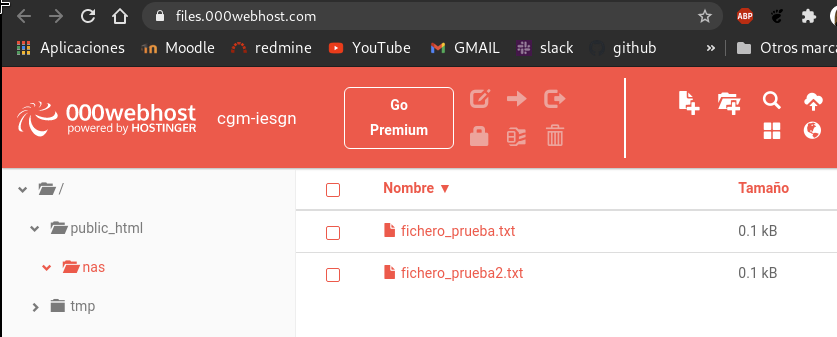 files.000webhost.com
ABP
Aplicaciones Moodle redmine YouTube GMAIL slack github » Otros marca
000webhost
powered by HOSTINGER
cgm-iesgn
Go
Premium
/
public_html
nas
tmp
Nombre ▼ Tamaño
fichero_prueba.txt 0.1 kB
fichero_prueba2.txt 0.1 kB